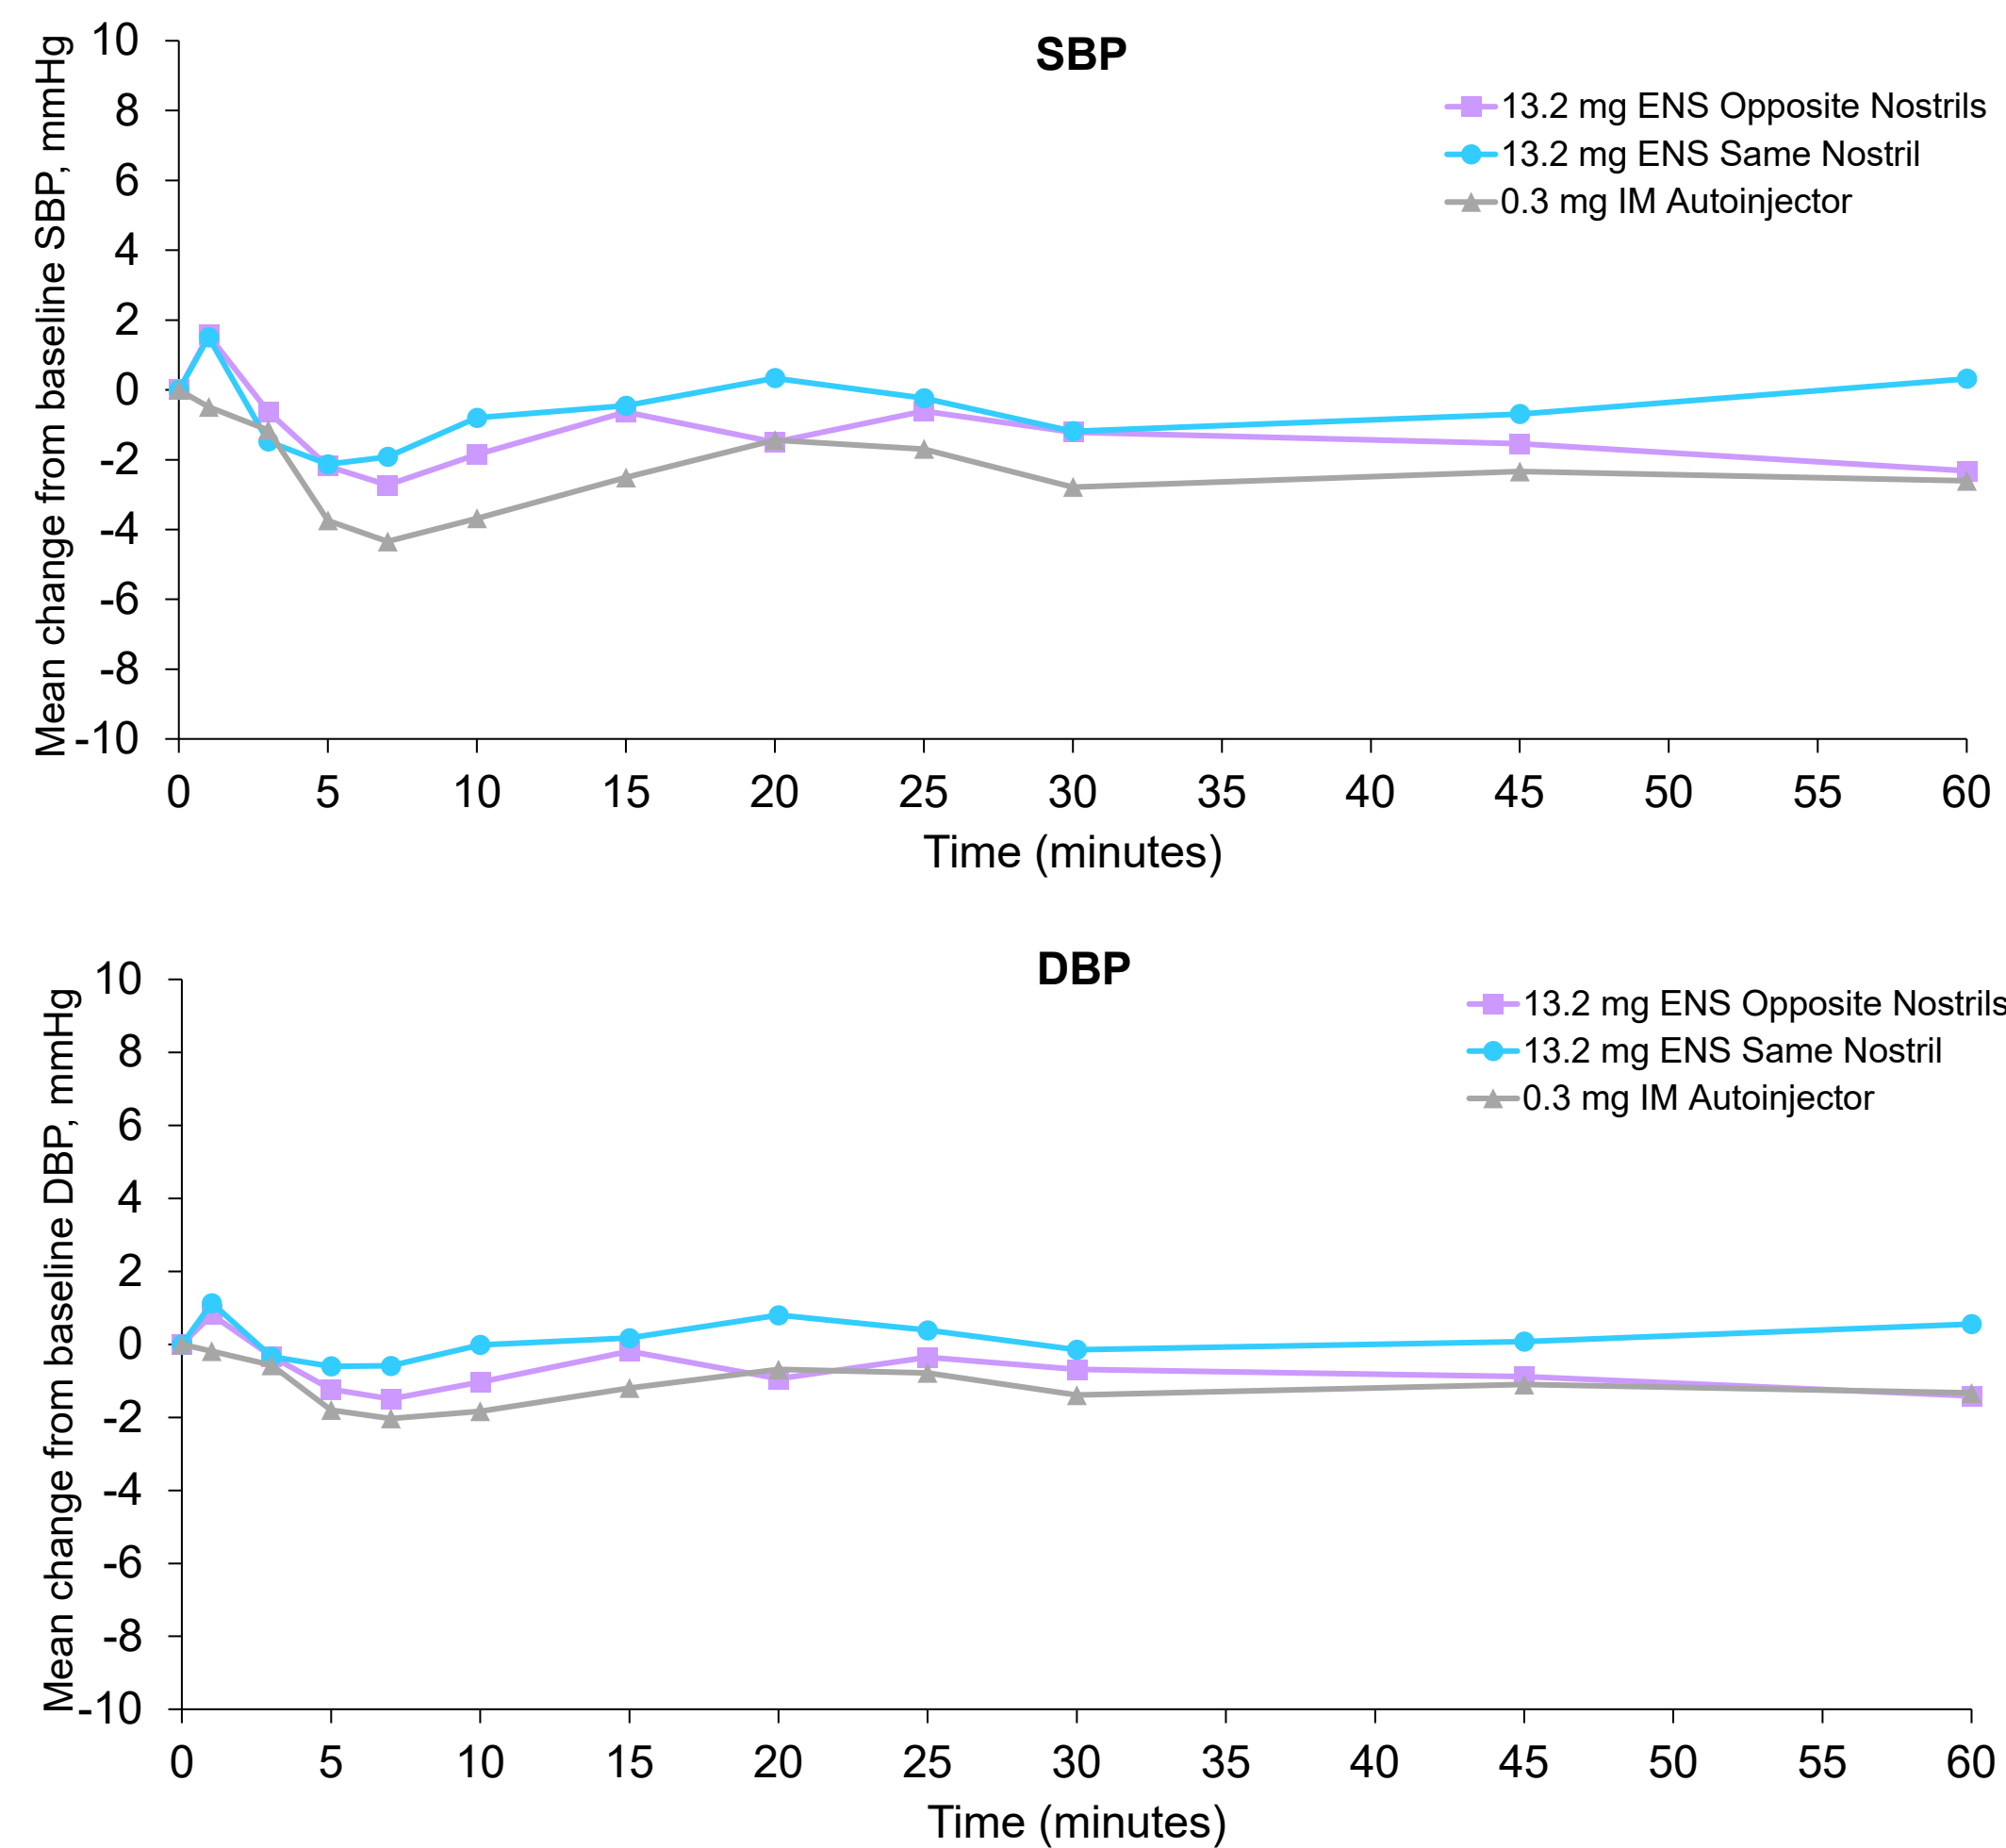 SBP
Mean change from baseline SBP, mmHg
10
8
6
4
2
0
-2
-4
-6
-8
-10
13.2 mg ENS Opposite Nostrils
13.2 mg ENS Same Nostril
0.3 mg IM Autoinjector
0 5 10 15 20 25 30 35 40 45 50 55 60
Time (minutes)
DBP
Mean change from baseline DBP, mmHg
10
8
6
4
2
0
-2
-4
-6
-8
-10
13.2 mg ENS Opposite Nostrils
13.2 mg ENS Same Nostril
0.3 mg IM Autoinjector
0 5 10 15 20 25 30 35 40 45 50 55 60
Time (minutes)